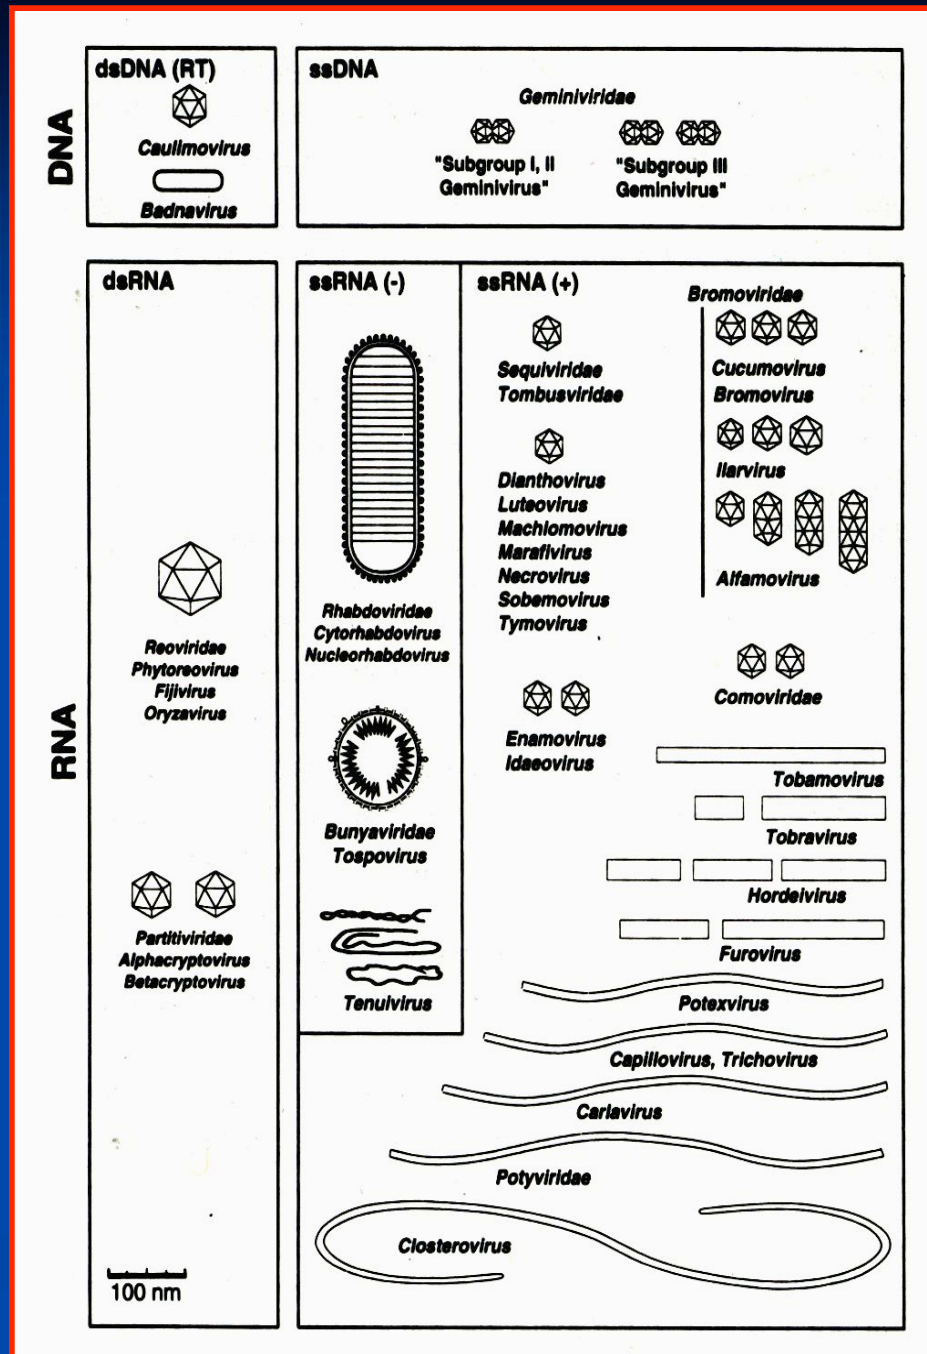 DNA
dsDNA (RT)
Caulimovirus
Badnavirus
ssDNA
Geminiviridae
"Subgroup I, II
Geminivirus"
"Subgroup III
Geminivirus"
RNA
dsRNA
Reoviridae
Phytoreovirus
Fijivirus
Oryzavirus
Partitiviridae
Alphacryptovirus
Betacryptovirus
100 nm
ssRNA (-)
Rhabdoviridae
Cytorhabdovirus
Nucleorhabdovirus
Bunyaviridae
Tospovirus
Tenuivirus
ssRNA (+)
Sequiviridae
Tombusviridae
Dianthovirus
Luteovirus
Machlomovirus
Marafivirus
Necrovirus
Sobemovirus
Tymovirus
Enamovirus
Idaeovirus
Bromoviridae
Cucumovirus
Bromovirus
Ilarvirus
Alfamovirus
Comoviridae
Tobamovirus
Tobravirus
Hordeivirus
Furovirus
Potexvirus
Capillovirus, Trichovirus
Carlavirus
Potyviridae
Closterovirus